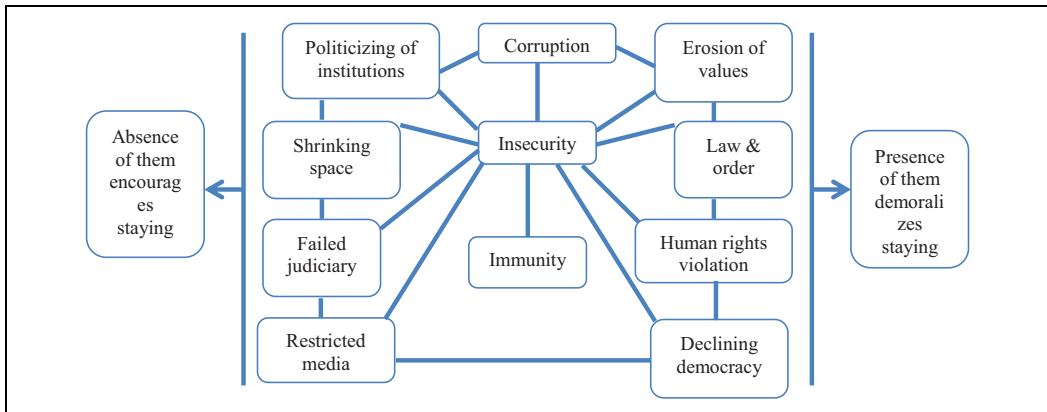 Politicizing of
institutions
Corruption
Erosion of
values
Absence
of them
encourag
es
staying
Shrinking
space
Insecurity
Law &
order
Presence
of them
demorali
zes
staying
Failed
judiciary
Immunity
Human rights
violation
Restricted
media
Declining
democracy